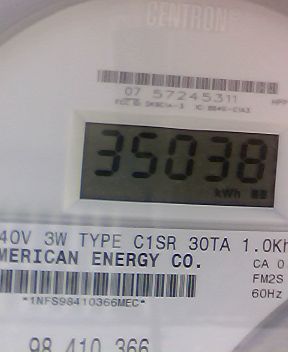 CENTRON
07 57245311
35038
kWh
40V 3W TYPE C1SR 30TA 1.0Kh
MERICAN ENERGY CO.
CA 0
FM2S
*1NFS98410366MEC*
60Hz
98 410 366